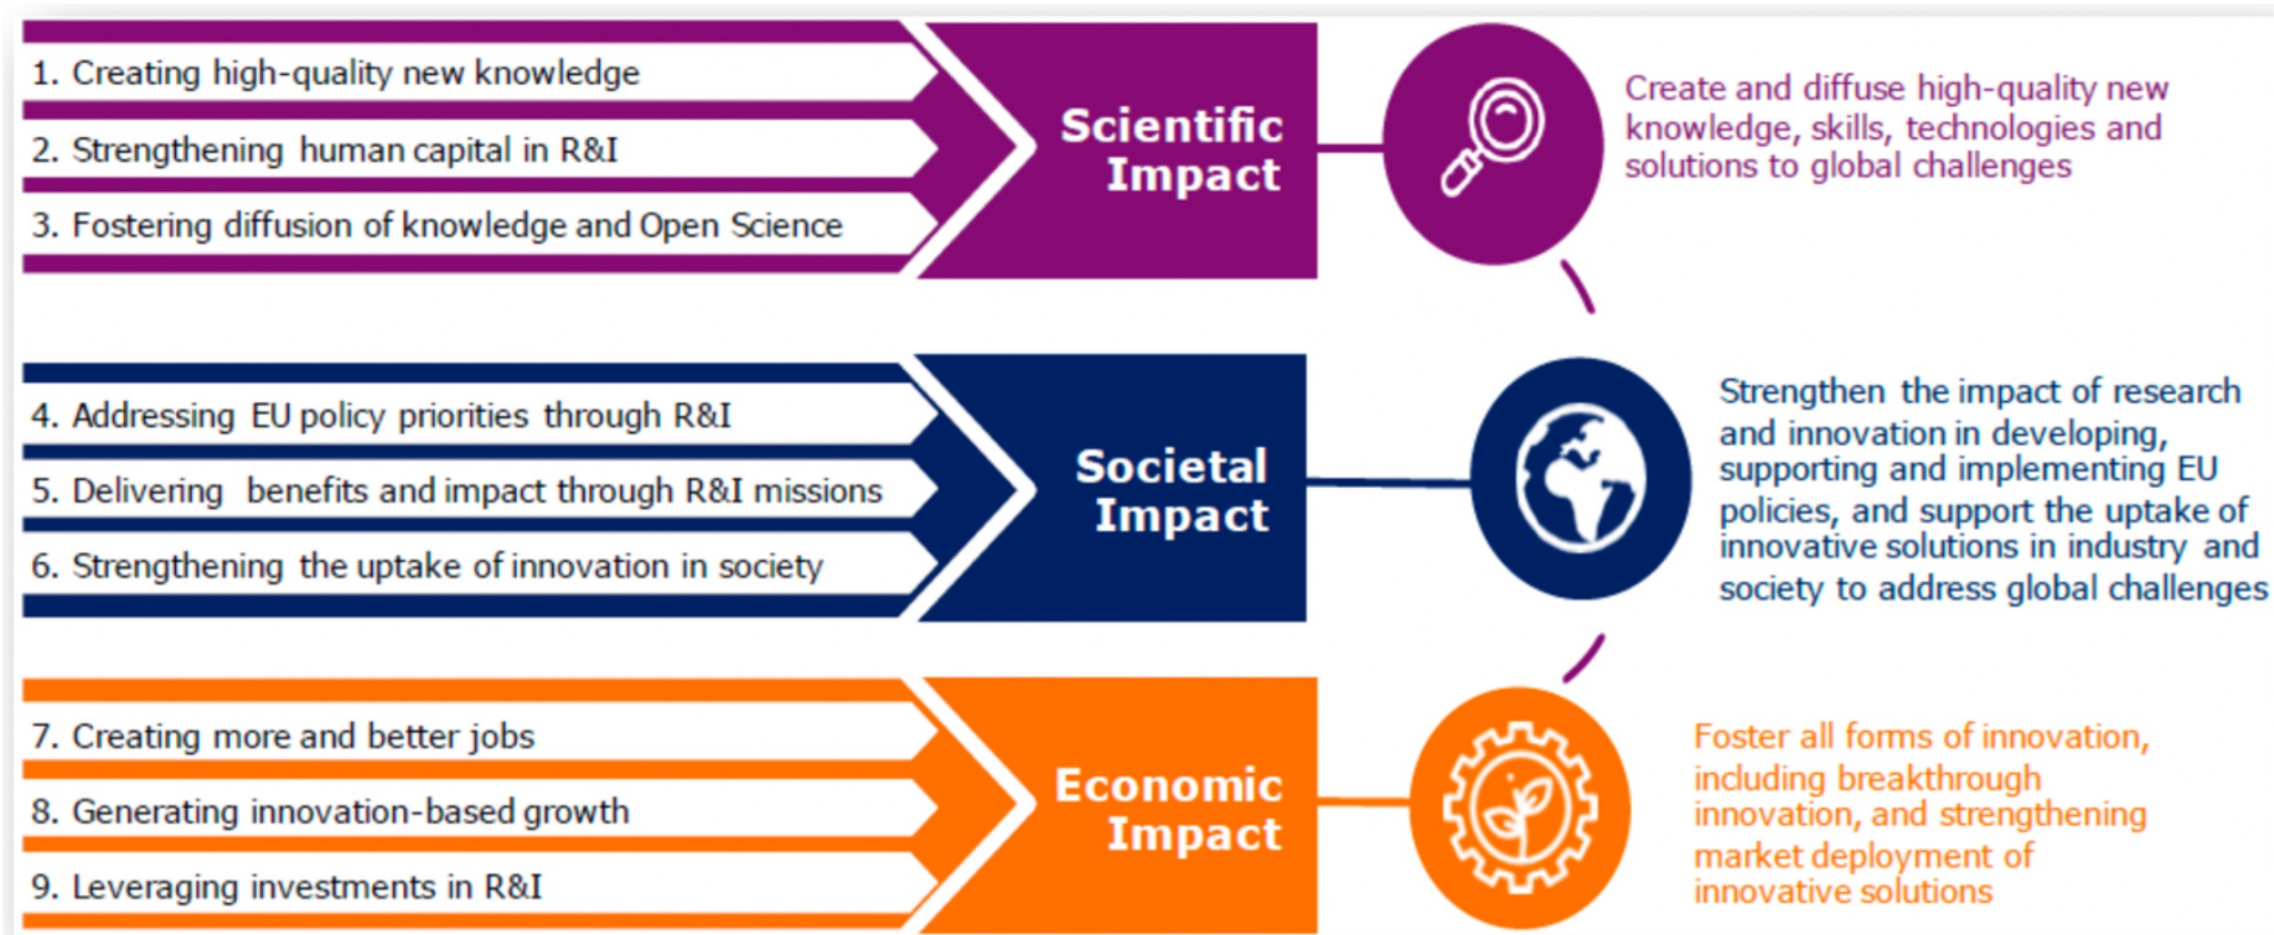 1. Creating high-quality new knowledge
2. Strengthening human capital in R&I
3. Fostering diffusion of knowledge and Open Science
Scientific
Impact
Create and diffuse high-quality new
knowledge, skills, technologies and
solutions to global challenges
4. Addressing EU policy priorities through R&I
5. Delivering benefits and impact through R&I missions
6. Strengthening the uptake of innovation in society
Societal
Impact
Strengthen the impact of research
and innovation in developing,
supporting and implementing EU
policies, and support the uptake of
innovative solutions in industry and
society to address global challenges
7. Creating more and better jobs
8. Generating innovation-based growth
9. Leveraging investments in R&I
Economic
Impact
Foster all forms of innovation,
including breakthrough
innovation, and strengthening
market deployment of
innovative solutions